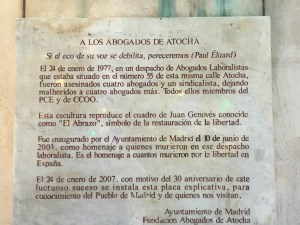 A LOS ABOGADOS DE ATOCHA
Si el eco de su voz se debilita, pereceremos (Paul Éluard)
El 24 de enero de 1977, en un despacho de Abogados Laboralistas
que estaba situado en el número 55 de esta misma calle Atocha,
fueron asesinados cuatro abogados y un sindicalista, dejando
malheridos a cuatro abogados más. Todos ellos miembros del
PCE y de CCOO.
Esta escultura reproduce el cuadro de Juan Genovés conocido
como "El Abrazo", símbolo de la restauración de la libertad.
Fue inaugurado por el Ayuntamiento de Madrid el 10 de junio de
2003, como homenaje a quienes murieron en ese despacho
laboralista. Es el homenaje a cuantos murieron por la libertad en
España.
El 24 de enero de 2007, con motivo del 30 aniversario de este
luctuoso suceso se instala esta placa explicativa, para
conocimiento del Pueblo de Madrid y de quienes nos visitan.
Ayuntamiento de Madrid
Fundación Abogados de Atocha